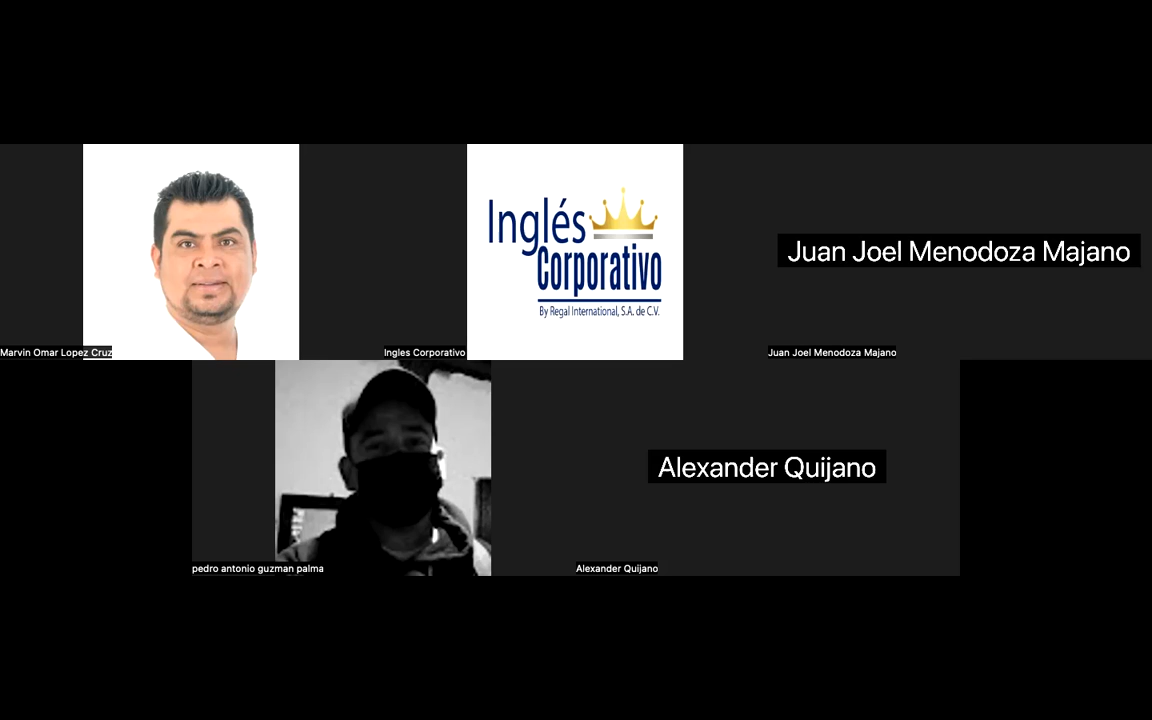 Inglés
Corporativo
By Regal International, S.A. de C.V.
Juan Joel Menodoza Majano
Marvin Omar Lopez Cruz
Ingles Corporativo
Juan Joel Menodoza Majano
Alexander Quijano
pedro antonio guzman palma
Alexander Quijano